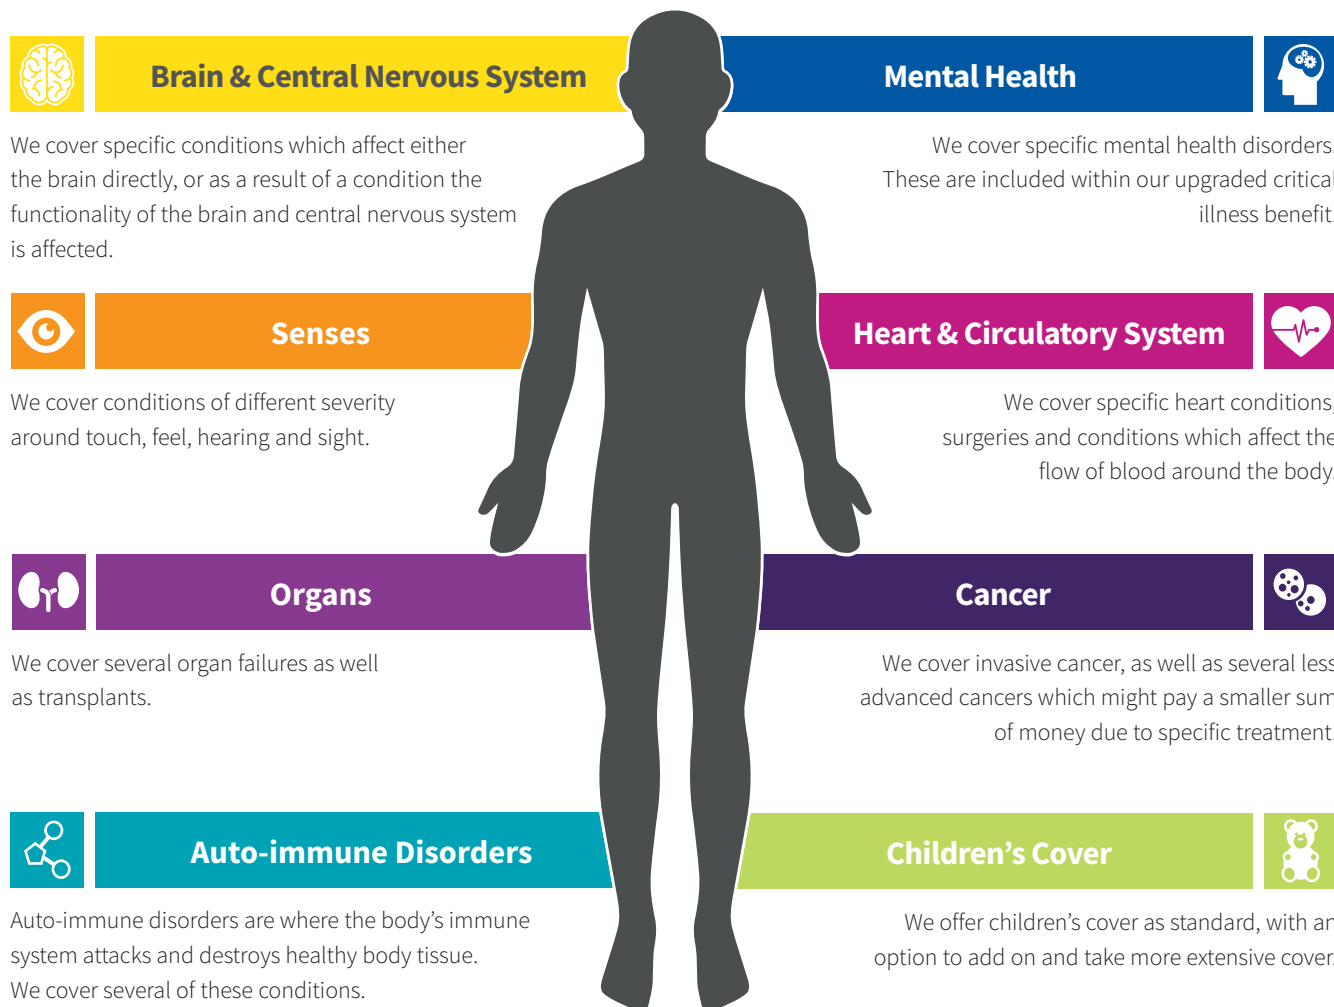 Brain & Central Nervous System
We cover specific conditions which affect either
the brain directly, or as a result of a condition the
functionality of the brain and central nervous system
is affected.
Mental Health
We cover specific mental health disorders.
These are included within our upgraded critical
illness benefit.
Senses
We cover conditions of different severity
around touch, feel, hearing and sight.
Heart & Circulatory System
We cover specific heart conditions,
surgeries and conditions which affect the
flow of blood around the body.
Organs
We cover several organ failures as well
as transplants.
Cancer
We cover invasive cancer, as well as several less
advanced cancers which might pay a smaller sum
of money due to specific treatment.
Auto-immune Disorders
Auto-immune disorders are where the body’s immune
system attacks and destroys healthy body tissue.
We cover several of these conditions.
Children’s Cover
We offer children’s cover as standard, with an
option to add on and take more extensive cover.